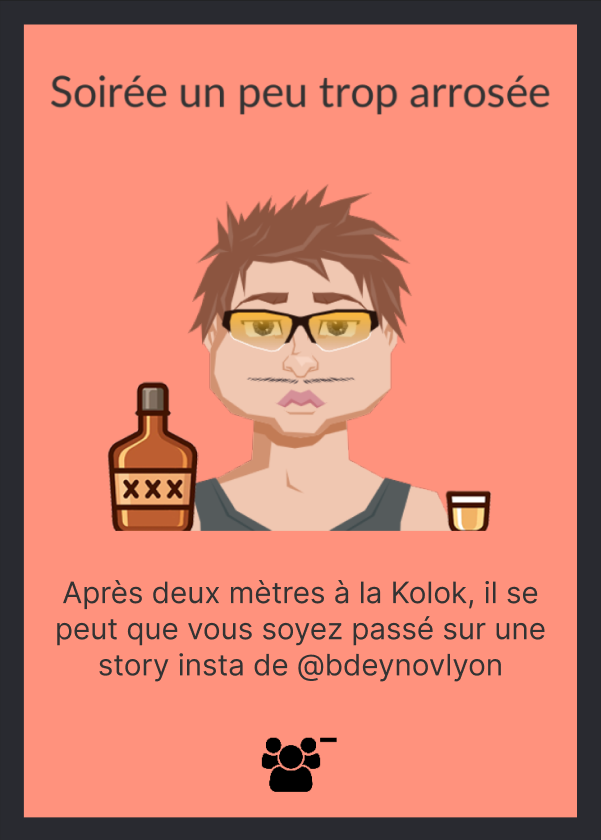 Soirée un peu trop arrosée
XXX
Après deux mètres à la Kolok, il se
peut que vous soyez passé sur une
story insta de @bdeynovlyon